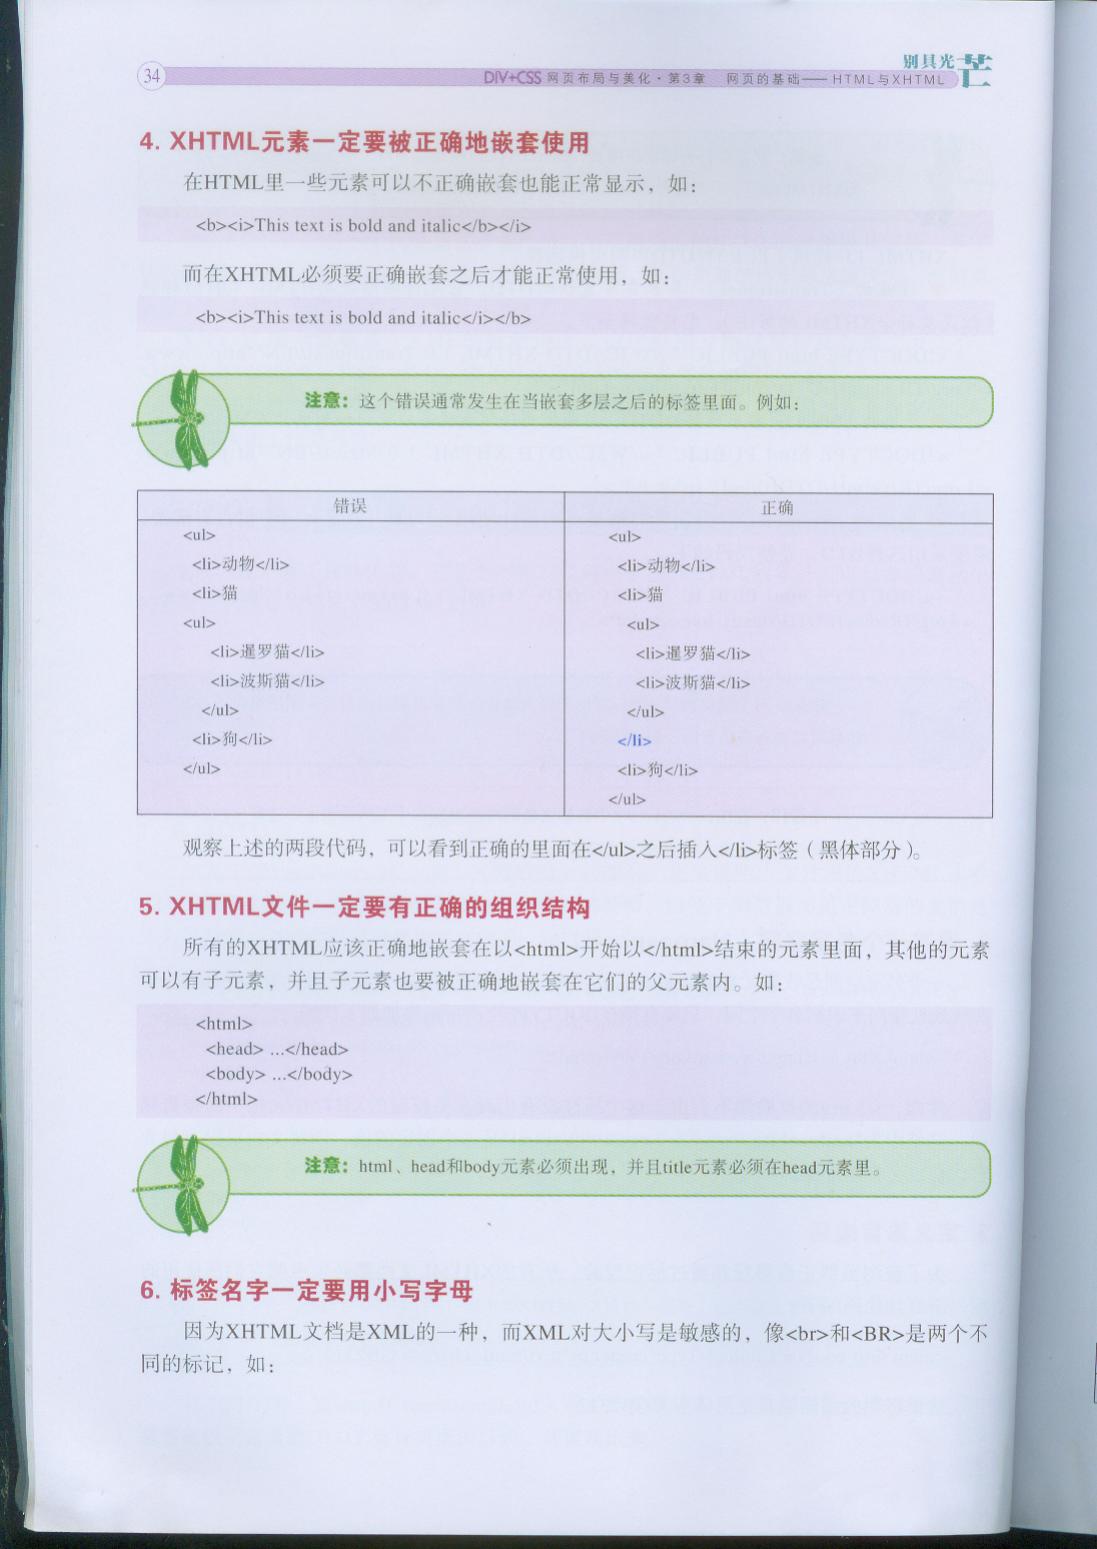 34
DIV+CSS 网页布局与美化·第3章 网页的基础——HTML与XHTML
别具光芒
4. XHTML元素一定要被正确地嵌套使用
在HTML里一些元素可以不正确嵌套也能正常显示，如：
<b><i>This text is bold and italic</b></i>
而在XHTML必须要正确嵌套之后才能正常使用，如：
<b><i>This text is bold and italic</i></b>
注意：这个错误通常发生在当嵌套多层之后的标签里面。例如：
错误
<ul>
<li>动物</li>
<li>猫
<ul>
<li>暹罗猫</li>
<li>波斯猫</li>
</ul>
<li>狗</li>
</ul>
正确
<ul>
<li>动物</li>
<li>猫
<ul>
<li>暹罗猫</li>
<li>波斯猫</li>
</ul>
</li>
<li>狗</li>
</ul>
观察上述的两段代码，可以看到正确的里面在</ul>之后插入</li>标签（黑体部分）。
5. XHTML文件一定要有正确的组织结构
所有的XHTML应该正确地嵌套在以<html>开始以</html>结束的元素里面，其他的元素
可以有子元素，并且子元素也要被正确地嵌套在它们的父元素内。如：
<html>
<head> ...</head>
<body> ...</body>
</html>
注意：html、head和body元素必须出现，并且title元素必须在head元素里。
6. 标签名字一定要用小写字母
因为XHTML文档是XML的一种，而XML对大小写是敏感的，像<br>和<BR>是两个不
同的标记，如：